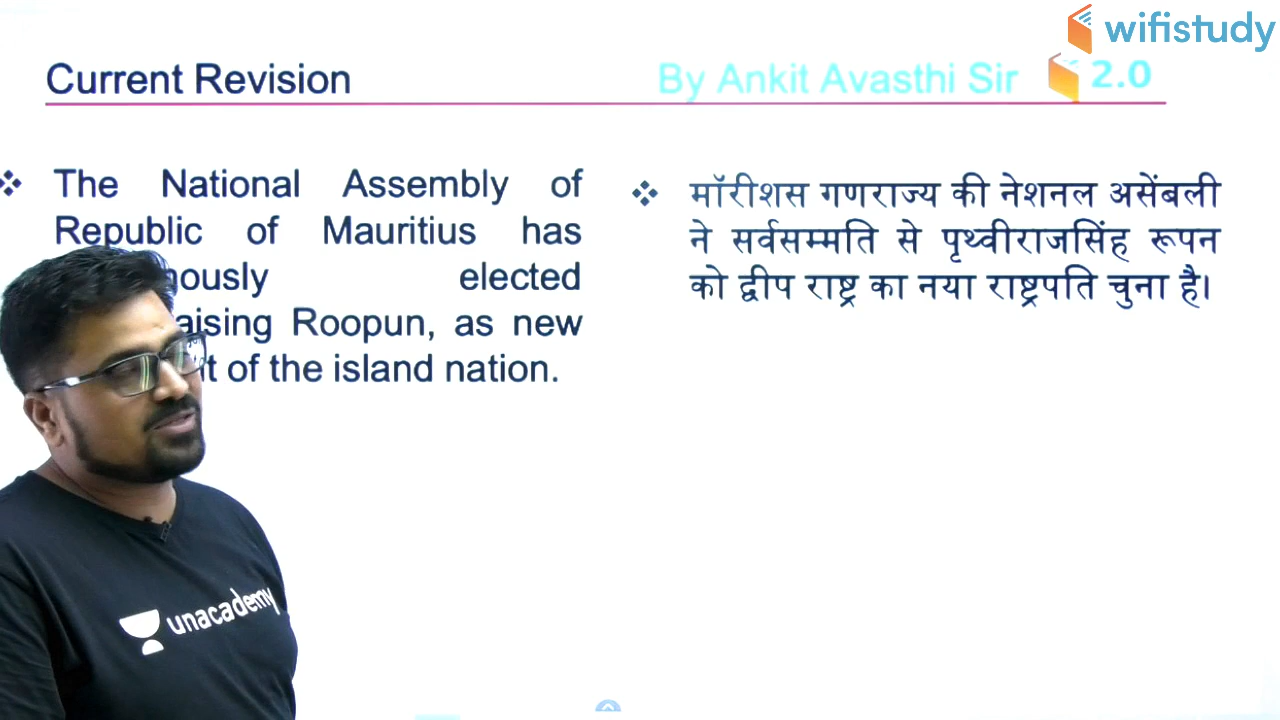 wifistudy
Current Revision
By Ankit Avasthi Sir
2.0
❖ The National Assembly of
Republic of Mauritius has
elected
Roopun, as new
of the island nation.
❖ मॉरीशस गणराज्य की नेशनल असेंबली
ने सर्वसम्मति से पृथ्वीराजसिंह रूपन
को द्वीप राष्ट्र का नया राष्ट्रपति चुना है।
unacademy